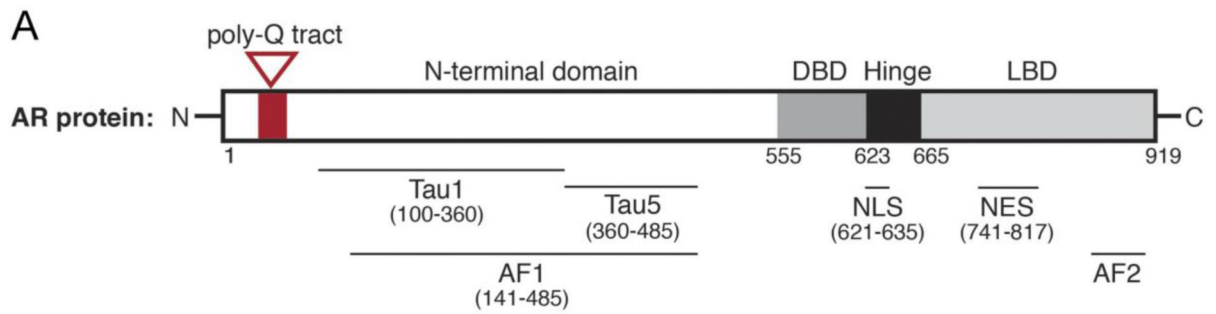 A
poly-Q tract
N-terminal domain
DBD Hinge LBD
AR protein: N C
1 555 623 665 919
Tau1
(100-360)
Tau5
(360-485)
NLS
(621-635)
NES
(741-817)
AF1
(141-485)
AF2